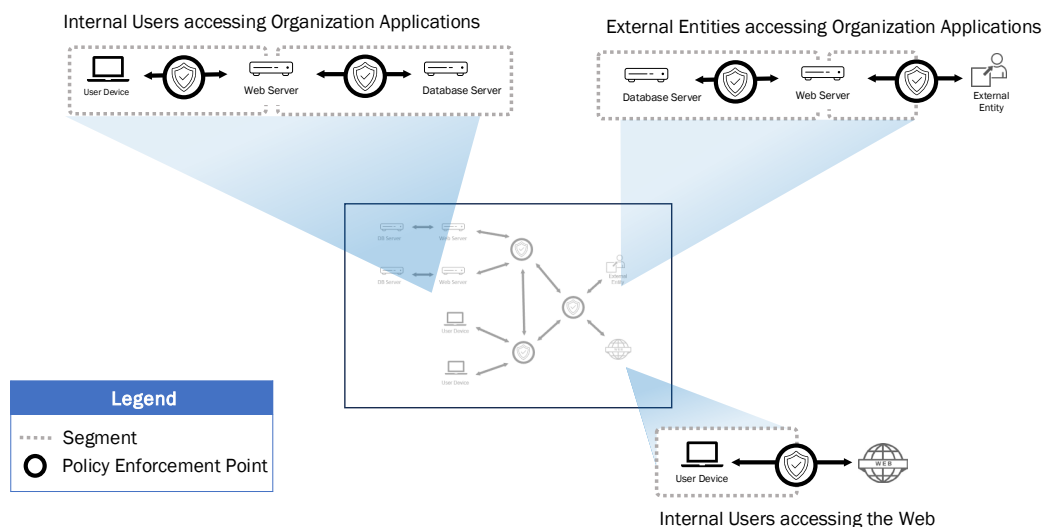 Internal Users accessing Organization Applications
External Entities accessing Organization Applications
User Device
Web Server
Database Server
Database Server
Web Server
External
Entity
DB Server
Web Server
External
Entity
DB Server
Web Server
User Device
User Device
Legend
Segment
Policy Enforcement Point
WEB
User Device
Internal Users accessing the Web